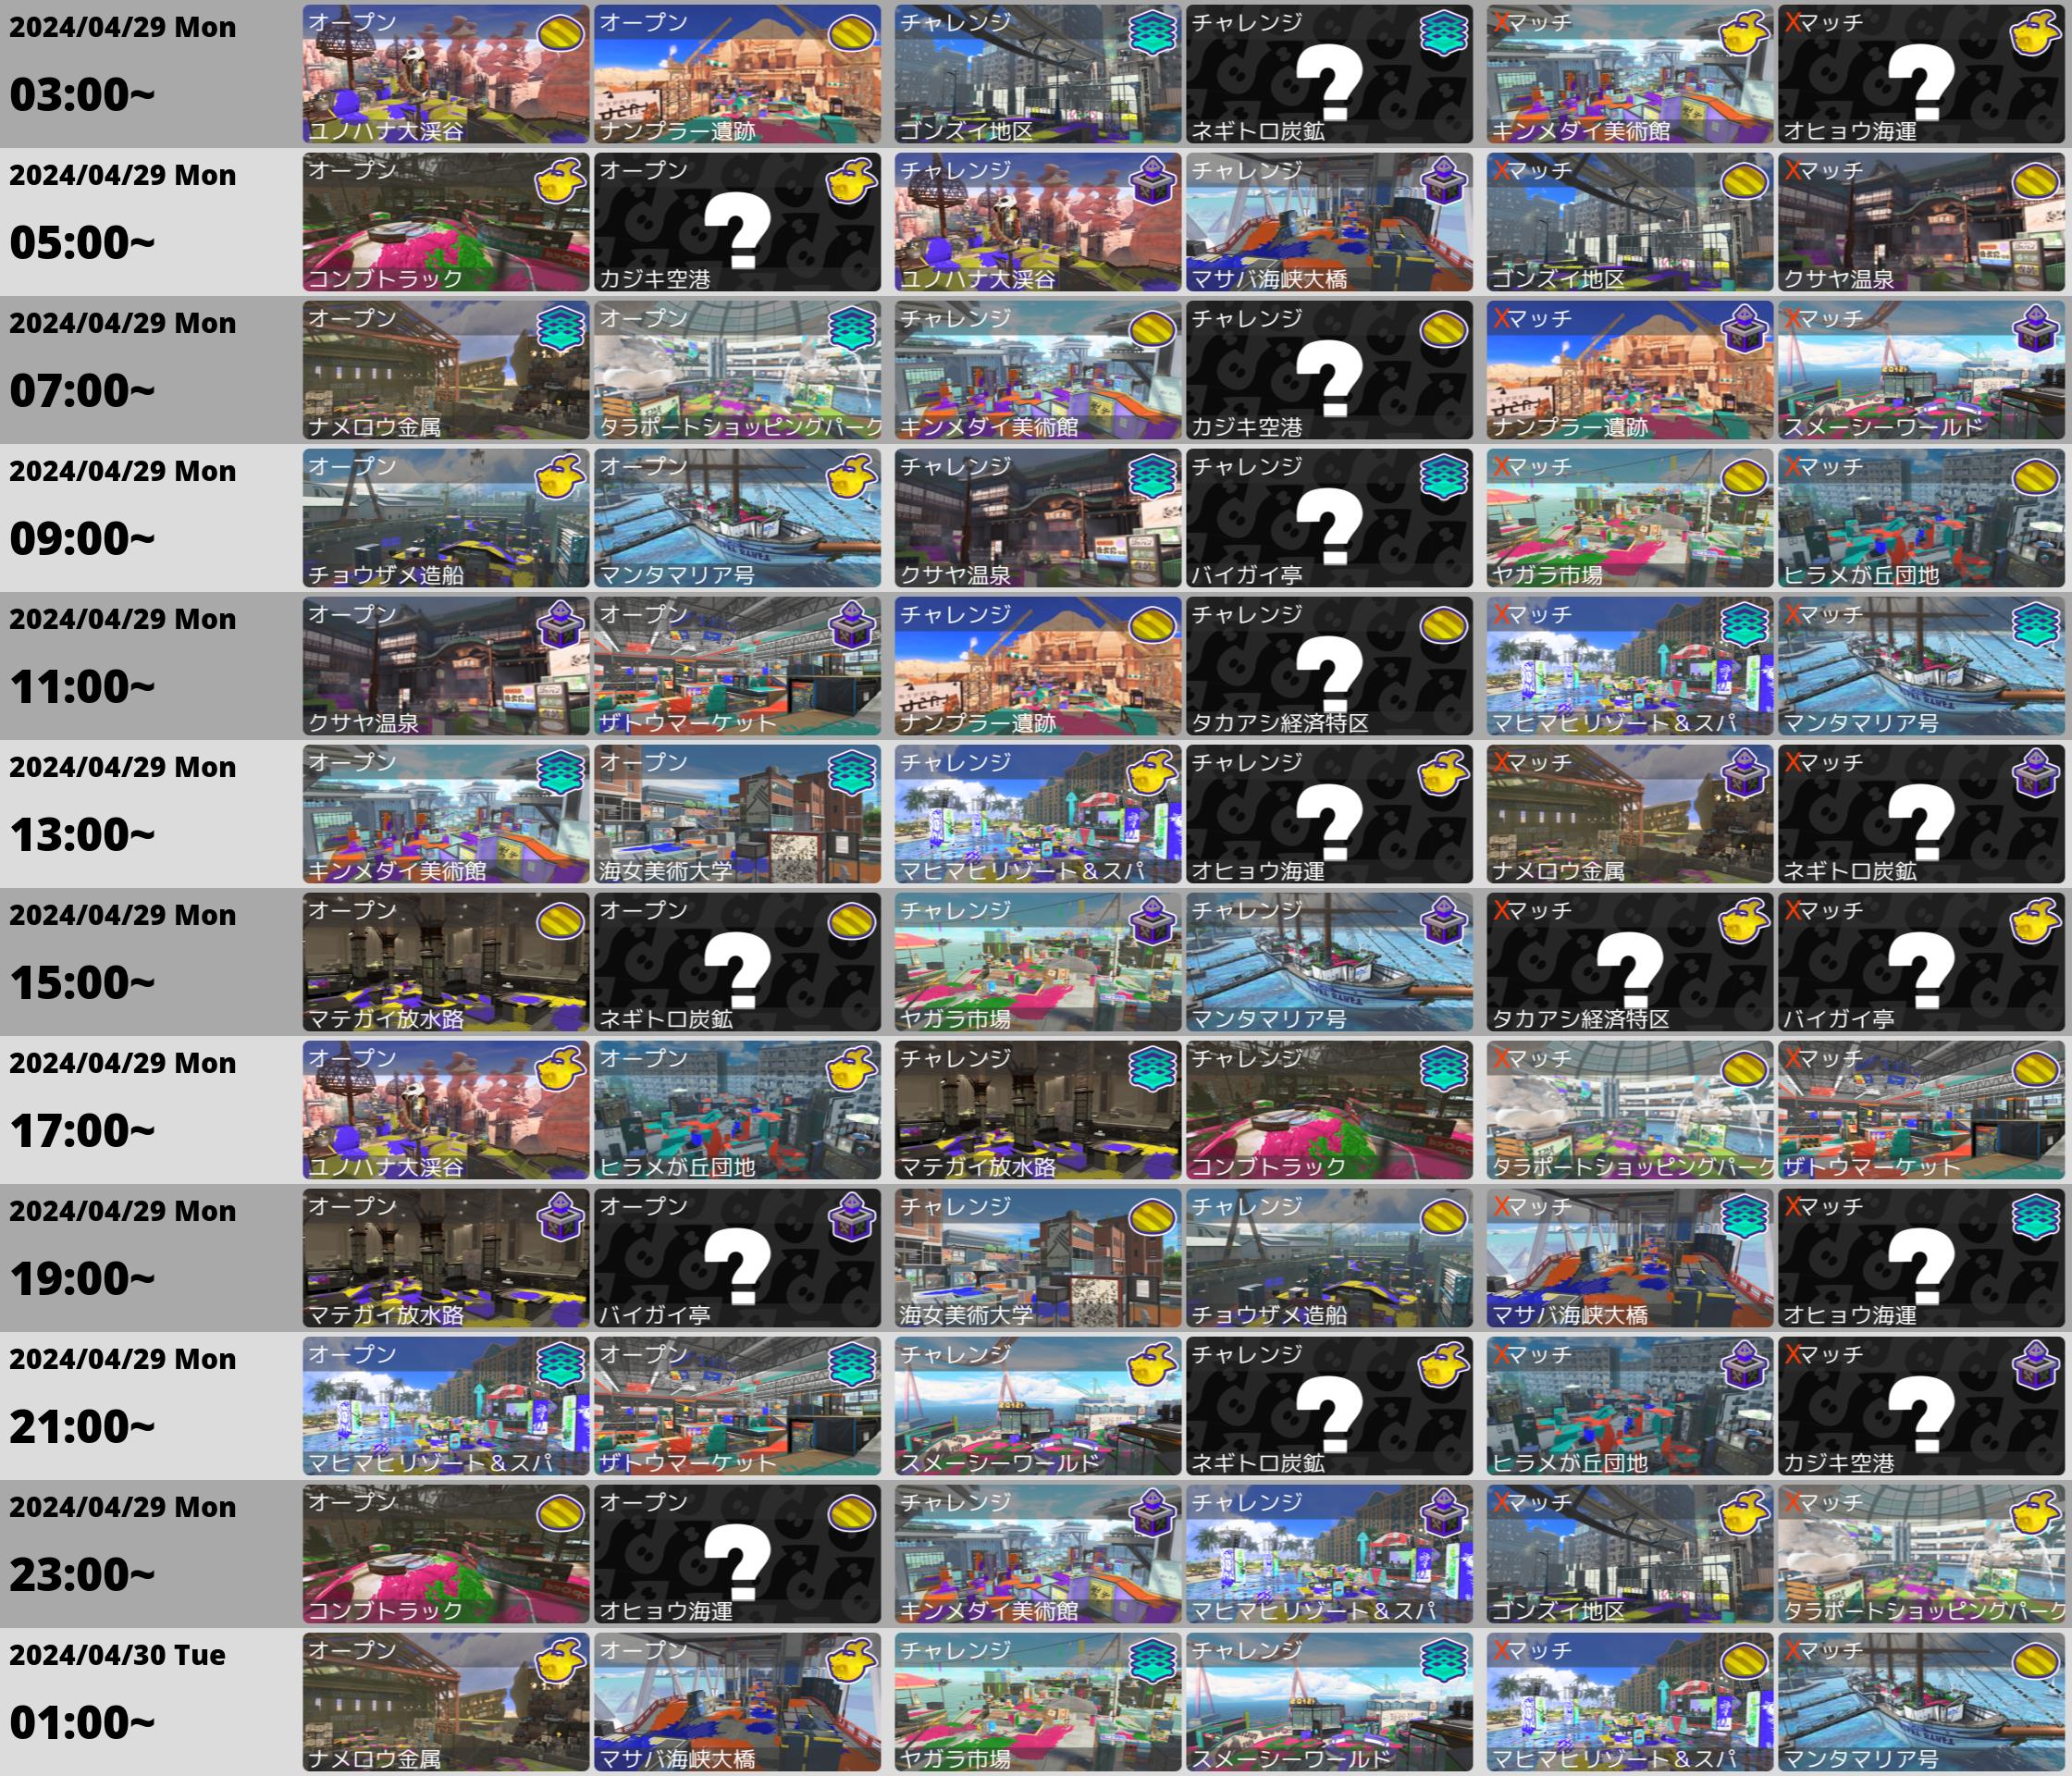 2024/04/29 Mon
03:00~
オープン
ユノハナ大渓谷
オープン
ナンプラー遺跡
チャレンジ
ゴンズイ地区
チャレンジ
ネギトロ炭鉱
Xマッチ
キンメダイ美術館
Xマッチ
オヒョウ海運
2024/04/29 Mon
05:00~
オープン
コンブトラック
オープン
カジキ空港
チャレンジ
ユノハナ大渓谷
チャレンジ
マサバ海峡大橋
Xマッチ
ゴンズイ地区
Xマッチ
クサヤ温泉
2024/04/29 Mon
07:00~
オープン
ナメロウ金属
オープン
タラポートショッピングパーク
チャレンジ
キンメダイ美術館
チャレンジ
カジキ空港
Xマッチ
ナンプラー遺跡
Xマッチ
スメーシーワールド
2024/04/29 Mon
09:00~
オープン
チョウザメ造船
オープン
マンタマリア号
チャレンジ
クサヤ温泉
チャレンジ
バイガイ亭
Xマッチ
ヤガラ市場
Xマッチ
ヒラメが丘団地
2024/04/29 Mon
11:00~
オープン
クサヤ温泉
オープン
ザトウマーケット
チャレンジ
ナンプラー遺跡
チャレンジ
タカアシ経済特区
Xマッチ
マヒマヒリゾート＆スパ
Xマッチ
マンタマリア号
2024/04/29 Mon
13:00~
オープン
キンメダイ美術館
オープン
海女美術大学
チャレンジ
マヒマヒリゾート＆スパ
チャレンジ
オヒョウ海運
Xマッチ
ナメロウ金属
Xマッチ
ネギトロ炭鉱
2024/04/29 Mon
15:00~
オープン
マテガイ放水路
オープン
ネギトロ炭鉱
チャレンジ
ヤガラ市場
チャレンジ
マンタマリア号
Xマッチ
タカアシ経済特区
Xマッチ
バイガイ亭
2024/04/29 Mon
17:00~
オープン
ユノハナ大渓谷
オープン
ヒラメが丘団地
チャレンジ
マテガイ放水路
チャレンジ
コンブトラック
Xマッチ
タラポートショッピングパーク
Xマッチ
ザトウマーケット
2024/04/29 Mon
19:00~
オープン
マテガイ放水路
オープン
バイガイ亭
チャレンジ
海女美術大学
チャレンジ
チョウザメ造船
Xマッチ
マサバ海峡大橋
Xマッチ
オヒョウ海運
2024/04/29 Mon
21:00~
オープン
マヒマヒリゾート＆スパ
オープン
ザトウマーケット
チャレンジ
スメーシーワールド
チャレンジ
ネギトロ炭鉱
Xマッチ
ヒラメが丘団地
Xマッチ
カジキ空港
2024/04/29 Mon
23:00~
オープン
コンブトラック
オープン
オヒョウ海運
チャレンジ
キンメダイ美術館
チャレンジ
マヒマヒリゾート＆スパ
Xマッチ
ゴンズイ地区
Xマッチ
タラポートショッピングパーク
2024/04/30 Tue
01:00~
オープン
ナメロウ金属
オープン
マサバ海峡大橋
チャレンジ
ヤガラ市場
チャレンジ
スメーシーワールド
Xマッチ
マヒマヒリゾート＆スパ
Xマッチ
マンタマリア号